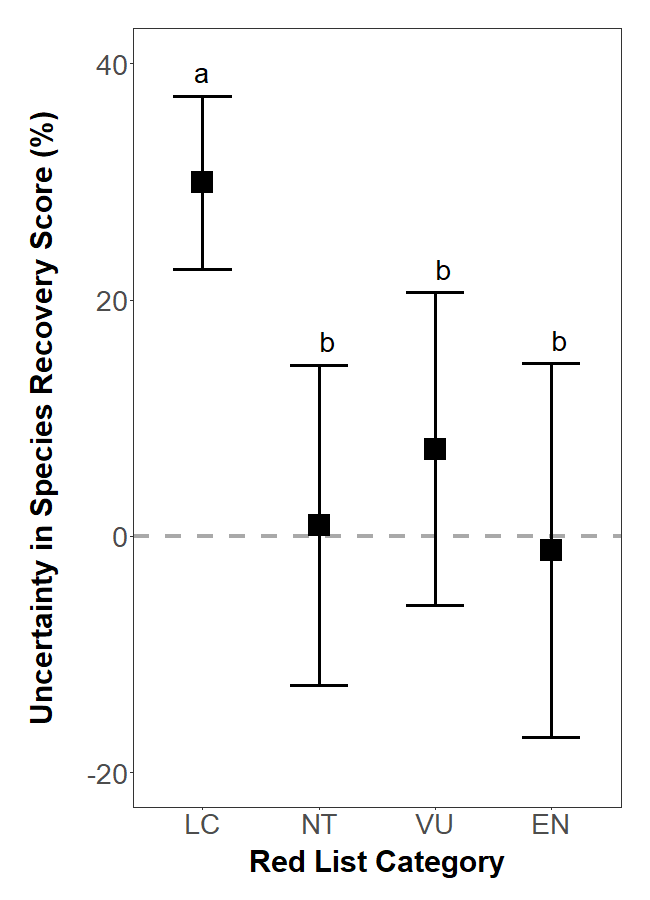 Uncertainty in Species Recovery Score (%)
40
20
0
-20
a
b
b
b
LC NT VU EN
Red List Category